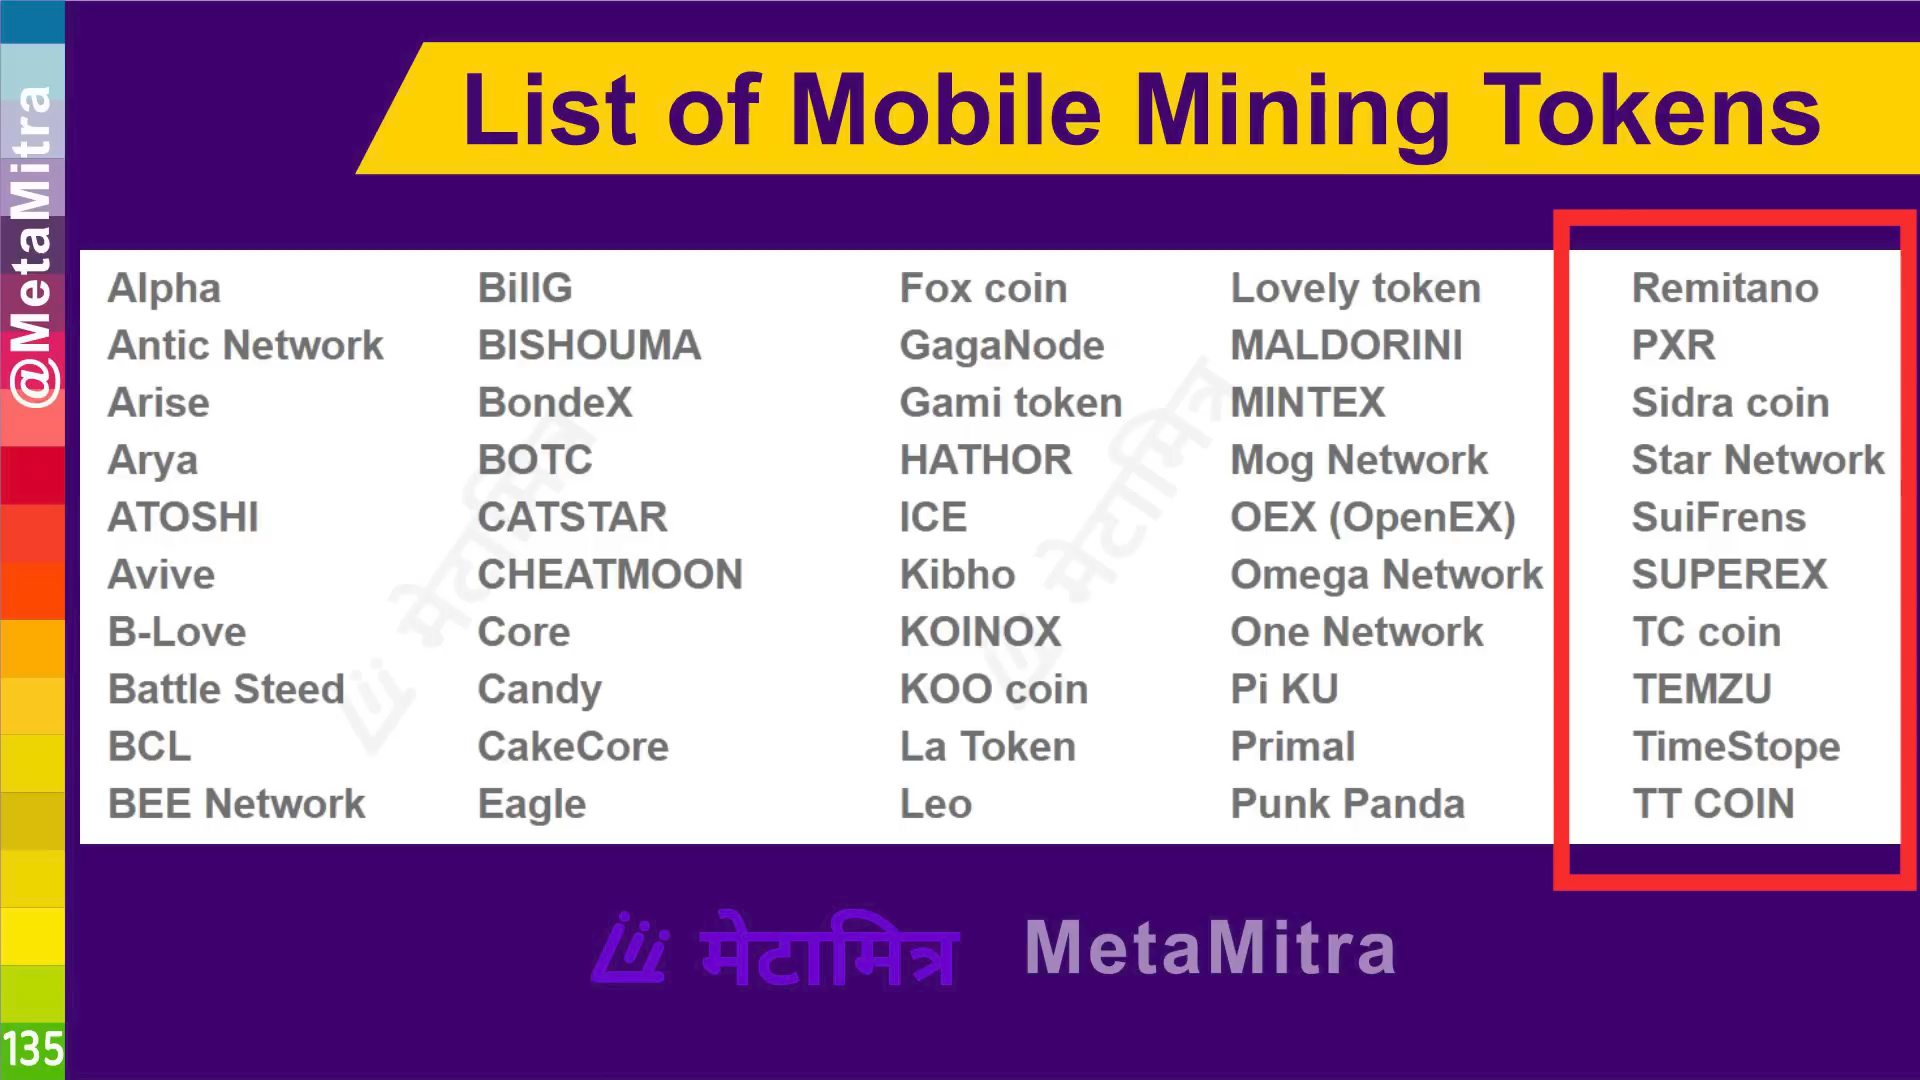 List of Mobile Mining Tokens
@MetaMitra
Alpha
Antic Network
Arise
Arya
ATOSHI
Avive
B-Love
Battle Steed
BCL
BEE Network
BillG
BISHOUMA
BondeX
BOTC
CATSTAR
CHEATMOON
Core
Candy
CakeCore
Eagle
Fox coin
GagaNode
Gami token
HATHOR
ICE
Kibho
KOINOX
KOO coin
La Token
Leo
Lovely token
MALDORINI
MINTEX
Mog Network
OEX (OpenEX)
Omega Network
One Network
Pi KU
Primal
Punk Panda
Remitano
PXR
Sidra coin
Star Network
SuiFrens
SUPEREX
TC coin
TEMZU
TimeStope
TT COIN
मेटामित्र
मेटामित्र
मेटामित्र MetaMitra
135